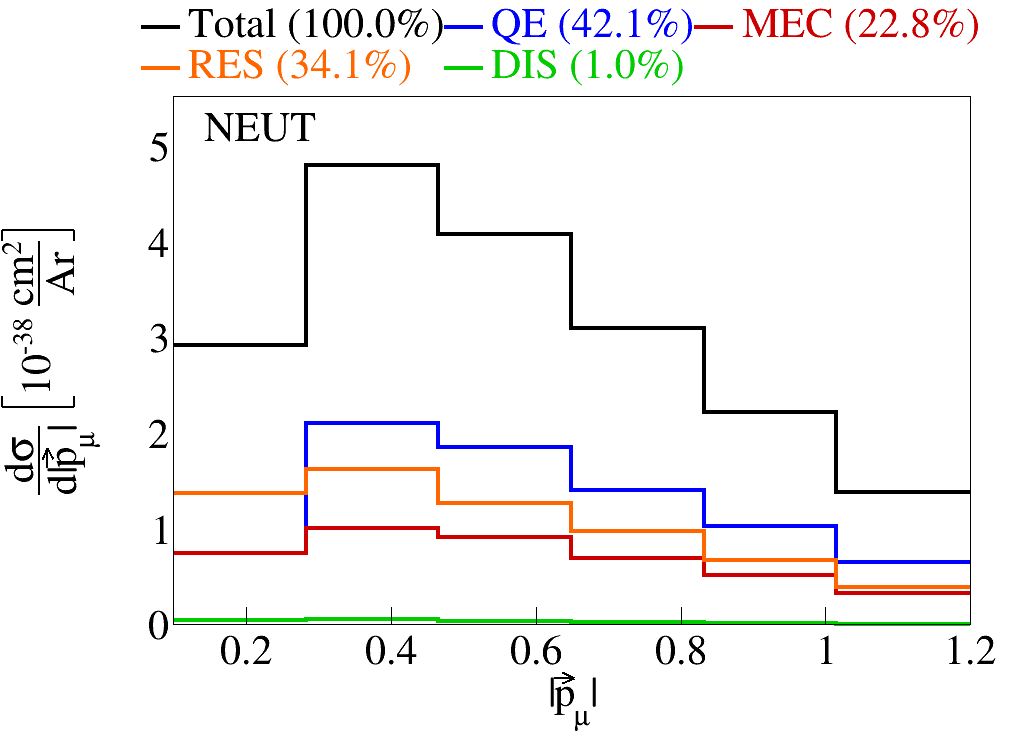 Total (100.0%) QE (42.1%) MEC (22.8%)
RES (34.1%) DIS (1.0%)
NEUT
5
4
3
2
1
0
0.2 0.4 0.6 0.8 1 1.2
|p⃗_μ|
dσ/d|p⃗_μ| [10^-38 cm²/Ar]